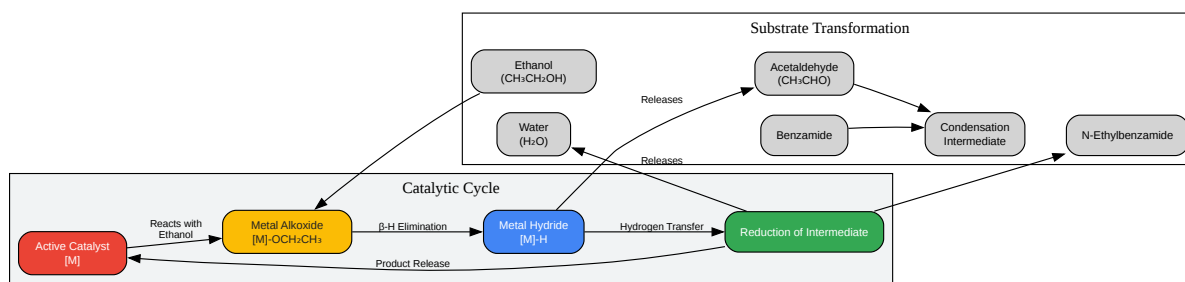 Substrate Transformation
Ethanol
(CH₃CH₂OH)
Acetaldehyde
(CH₃CHO)
Releases
Water
(H₂O)
Benzamide
Condensation
Intermediate
N-Ethylbenzamide
Releases
Catalytic Cycle
Reacts with
Ethanol
Metal Alkoxide
[M]-OCH₂CH₃
β-H Elimination
Metal Hydride
[M]-H
Hydrogen Transfer
Reduction of Intermediate
Active Catalyst
[M]
Product Release